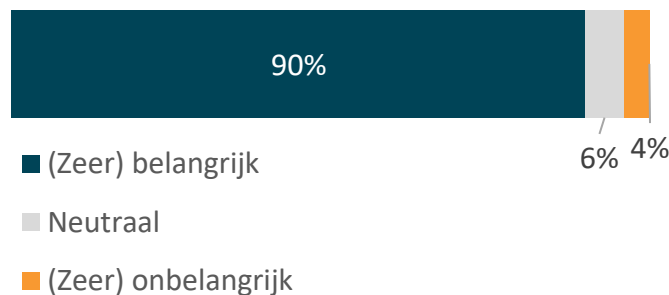 90%
6% 4%
(Zeer) belangrijk
Neutraal
(Zeer) onbelangrijk